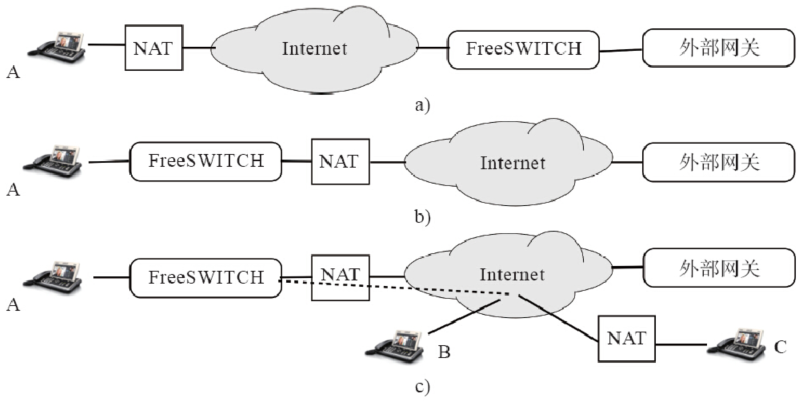 A NAT Internet FreeSWITCH 外部网关
a)
A FreeSWITCH NAT Internet 外部网关
b)
A FreeSWITCH NAT Internet 外部网关
B NAT C
c)